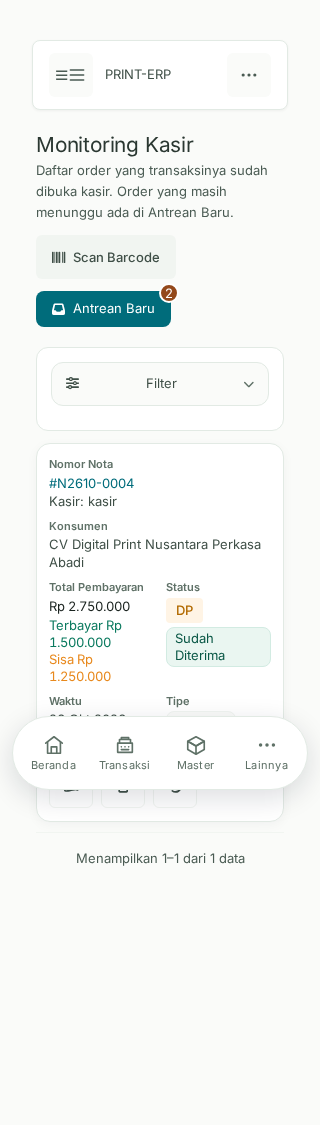 PRINT-ERP
Monitoring Kasir
Daftar order yang transaksinya sudah
dibuka kasir. Order yang masih
menunggu ada di Antrean Baru.
Scan Barcode
Antrean Baru
2
Filter
Nomor Nota
#N2610-0004
Kasir: kasir
Konsumen
CV Digital Print Nusantara Perkasa
Abadi
Total Pembayaran
Rp 2.750.000
Terbayar Rp
1.500.000
Sisa Rp
1.250.000
Status
DP
Sudah
Diterima
Waktu
Tipe
Beranda
Transaksi
Master
Lainnya
Menampilkan 1–1 dari 1 data